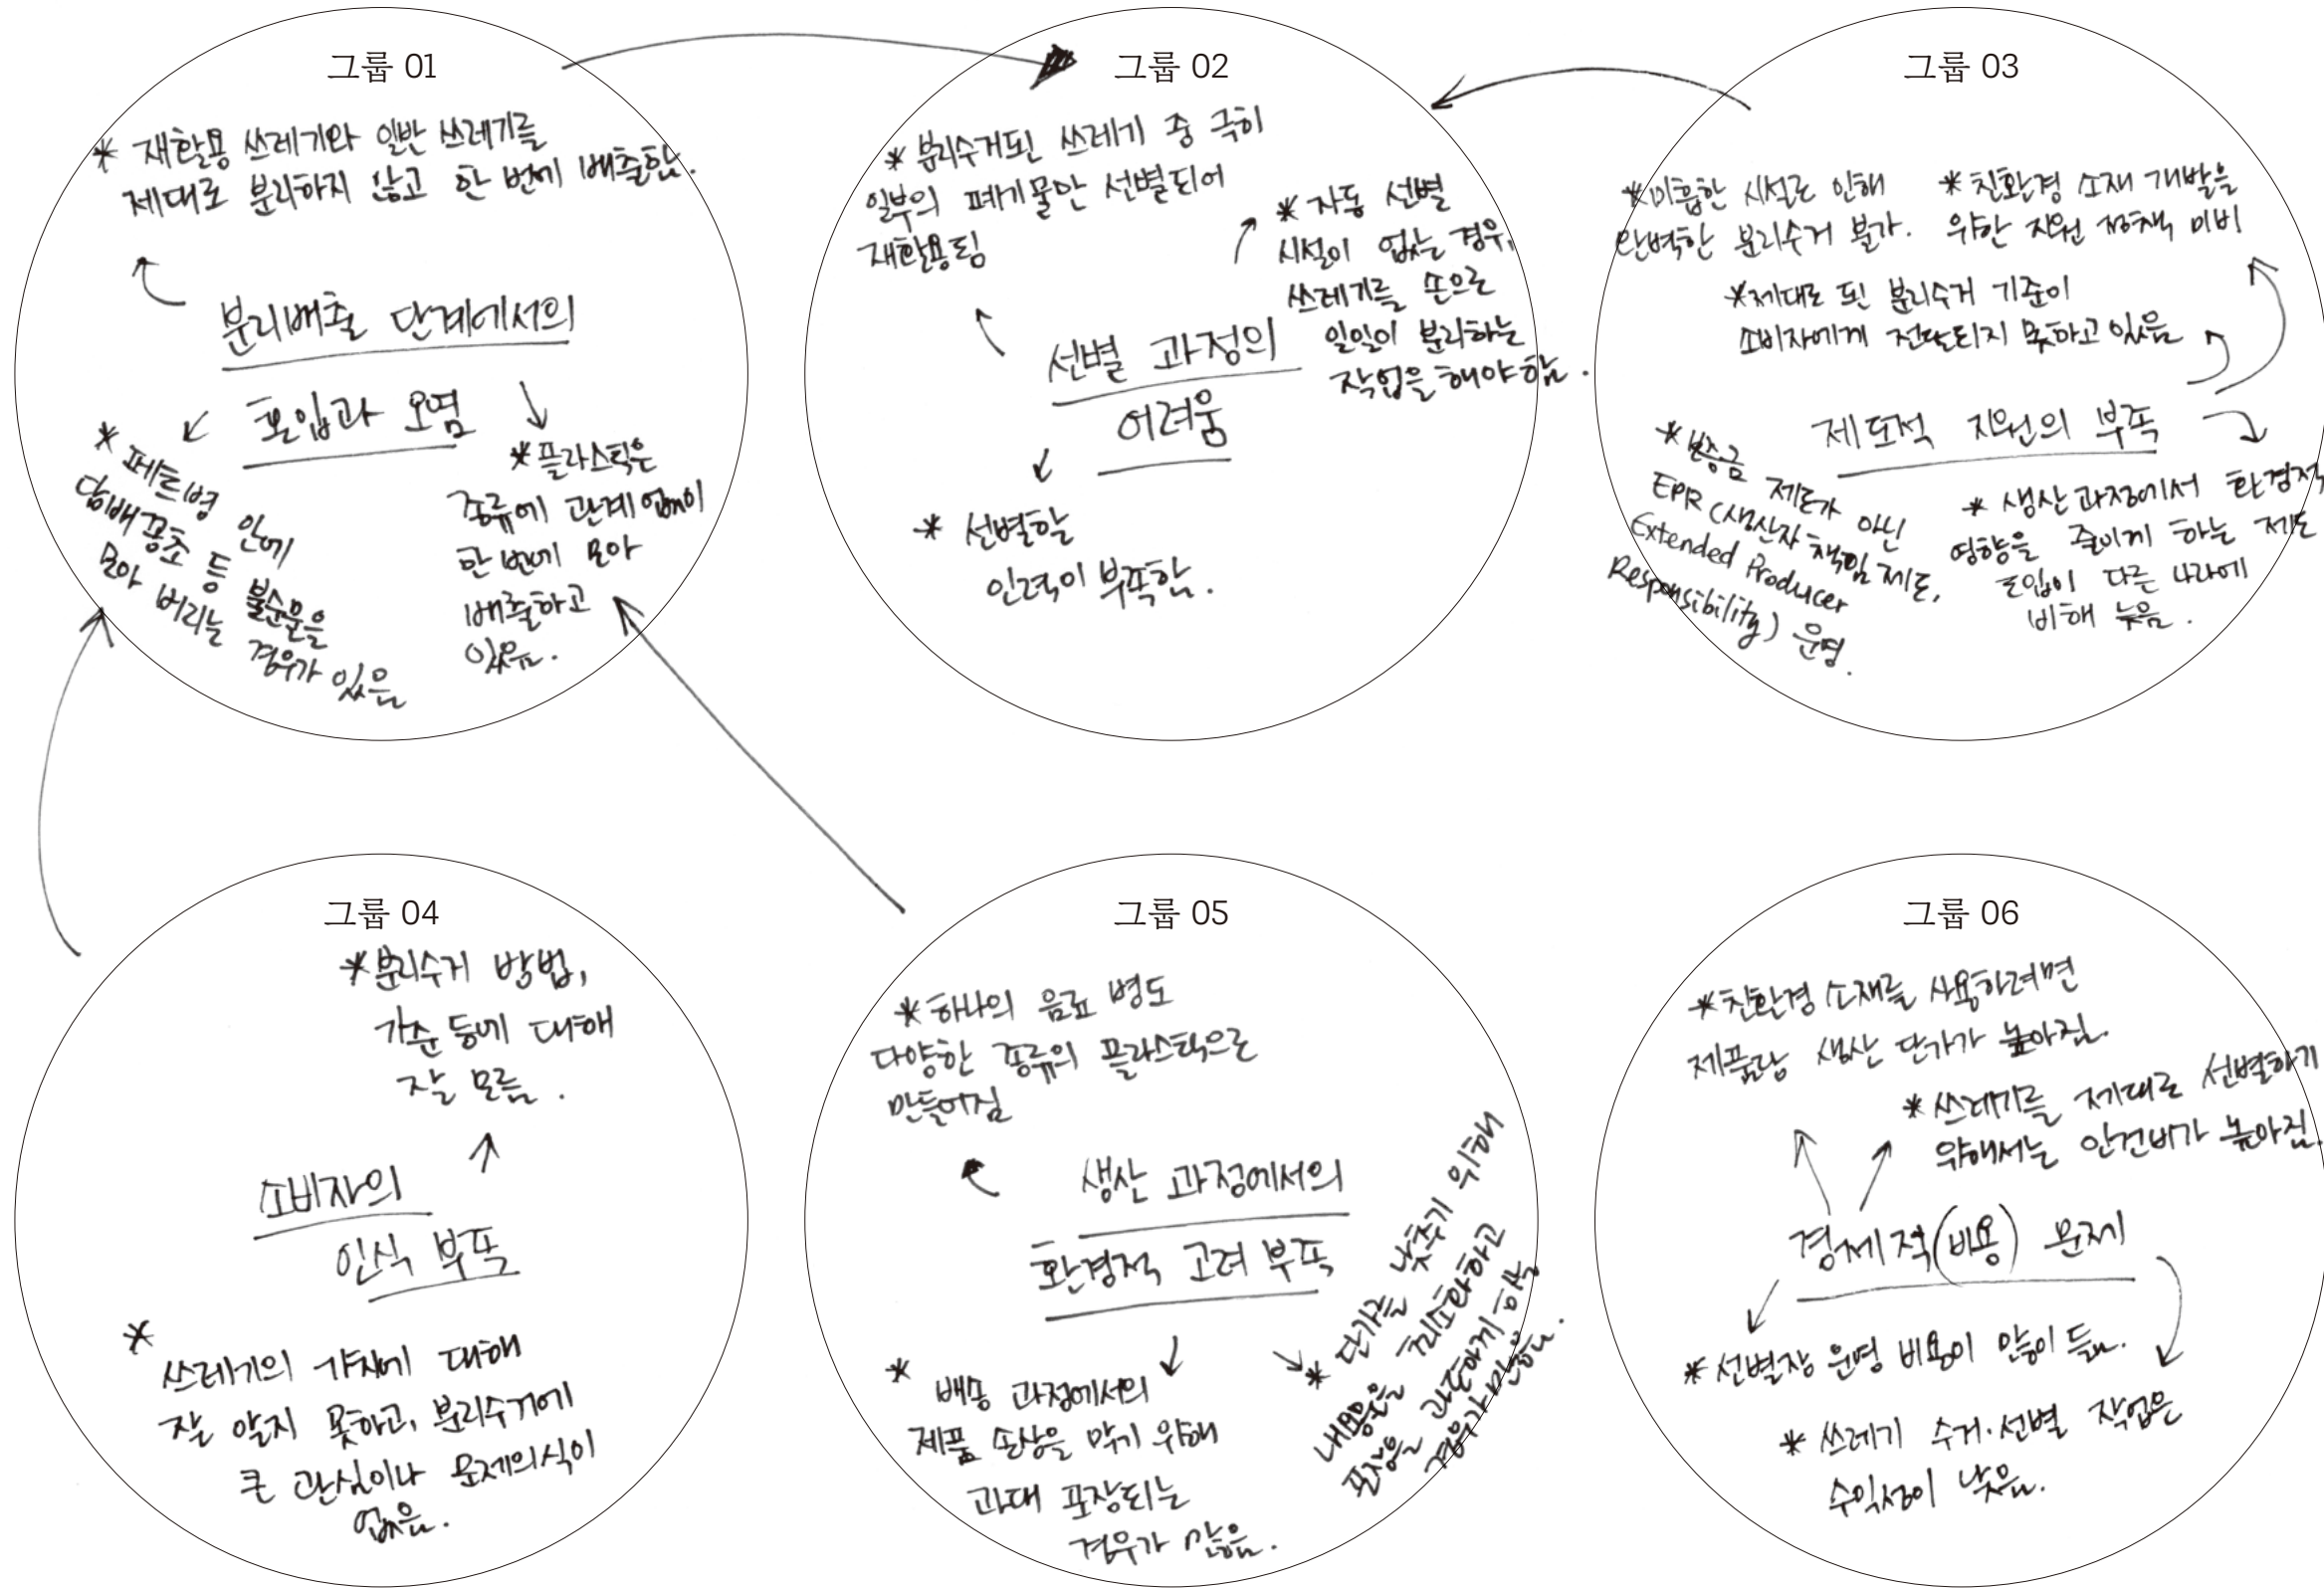 그룹 01
* 재활용 쓰레기와 일반 쓰레기를
제대로 분리하지 않고 한 번에 배출함.
분리배출 단계에서의
혼입과 오염
* 페트병 안에
담배꽁초 등 불순물을
모아 버리는 경우가 있음
* 플라스틱은
종류에 관계 없이
한 번에 모아
배출하고
있음.
그룹 02
* 분리수거된 쓰레기 중 극히
일부의 폐기물만 선별되어
재활용됨
* 자동 선별
시설이 없는 경우,
쓰레기를 손으로
일일이 분리하는
작업을 해야 함.
선별 과정의
어려움
* 선별할
인력이 부족함.
그룹 03
* 미흡한 시설로 인해
완벽한 분리수거 불가.
* 친환경 소재 개발을
위한 지원 정책 미비
* 제대로 된 분리수거 기준이
소비자에게 전달되지 못하고 있음
제도적 지원의 부족
* 보증금 제도가 아닌
EPR (생산자 책임 제도,
Extended Producer
Responsibility) 운영.
* 생산 과정에서 환경적
영향을 줄이게 하는 제도
도입이 다른 나라에
비해 늦음.
그룹 04
* 분리수거 방법,
기준 등에 대해
잘 모름.
소비자의
인식 부족
*
쓰레기의 가치에 대해
잘 알지 못하고, 분리수거에
큰 관심이나 문제의식이
없음.
그룹 05
* 하나의 음료 병도
다양한 종류의 플라스틱으로
만들어짐
생산 과정에서의
환경적 고려 부족
* 배송 과정에서의
제품 손상을 막기 위해
과대 포장되는
경우가 많음.
* 단가를 낮추기 위해
내용물은 최소화하고
포장을 과도하게 하는
경우가 많음.
그룹 06
* 친환경 소재를 사용하려면
제품당 생산 단가가 높아짐.
* 쓰레기를 제대로 선별하기
위해서는 인건비가 높아짐.
경제적(비용) 문제
* 선별장 운영 비용이 많이 듦.
* 쓰레기 수거·선별 작업은
수익성이 낮음.